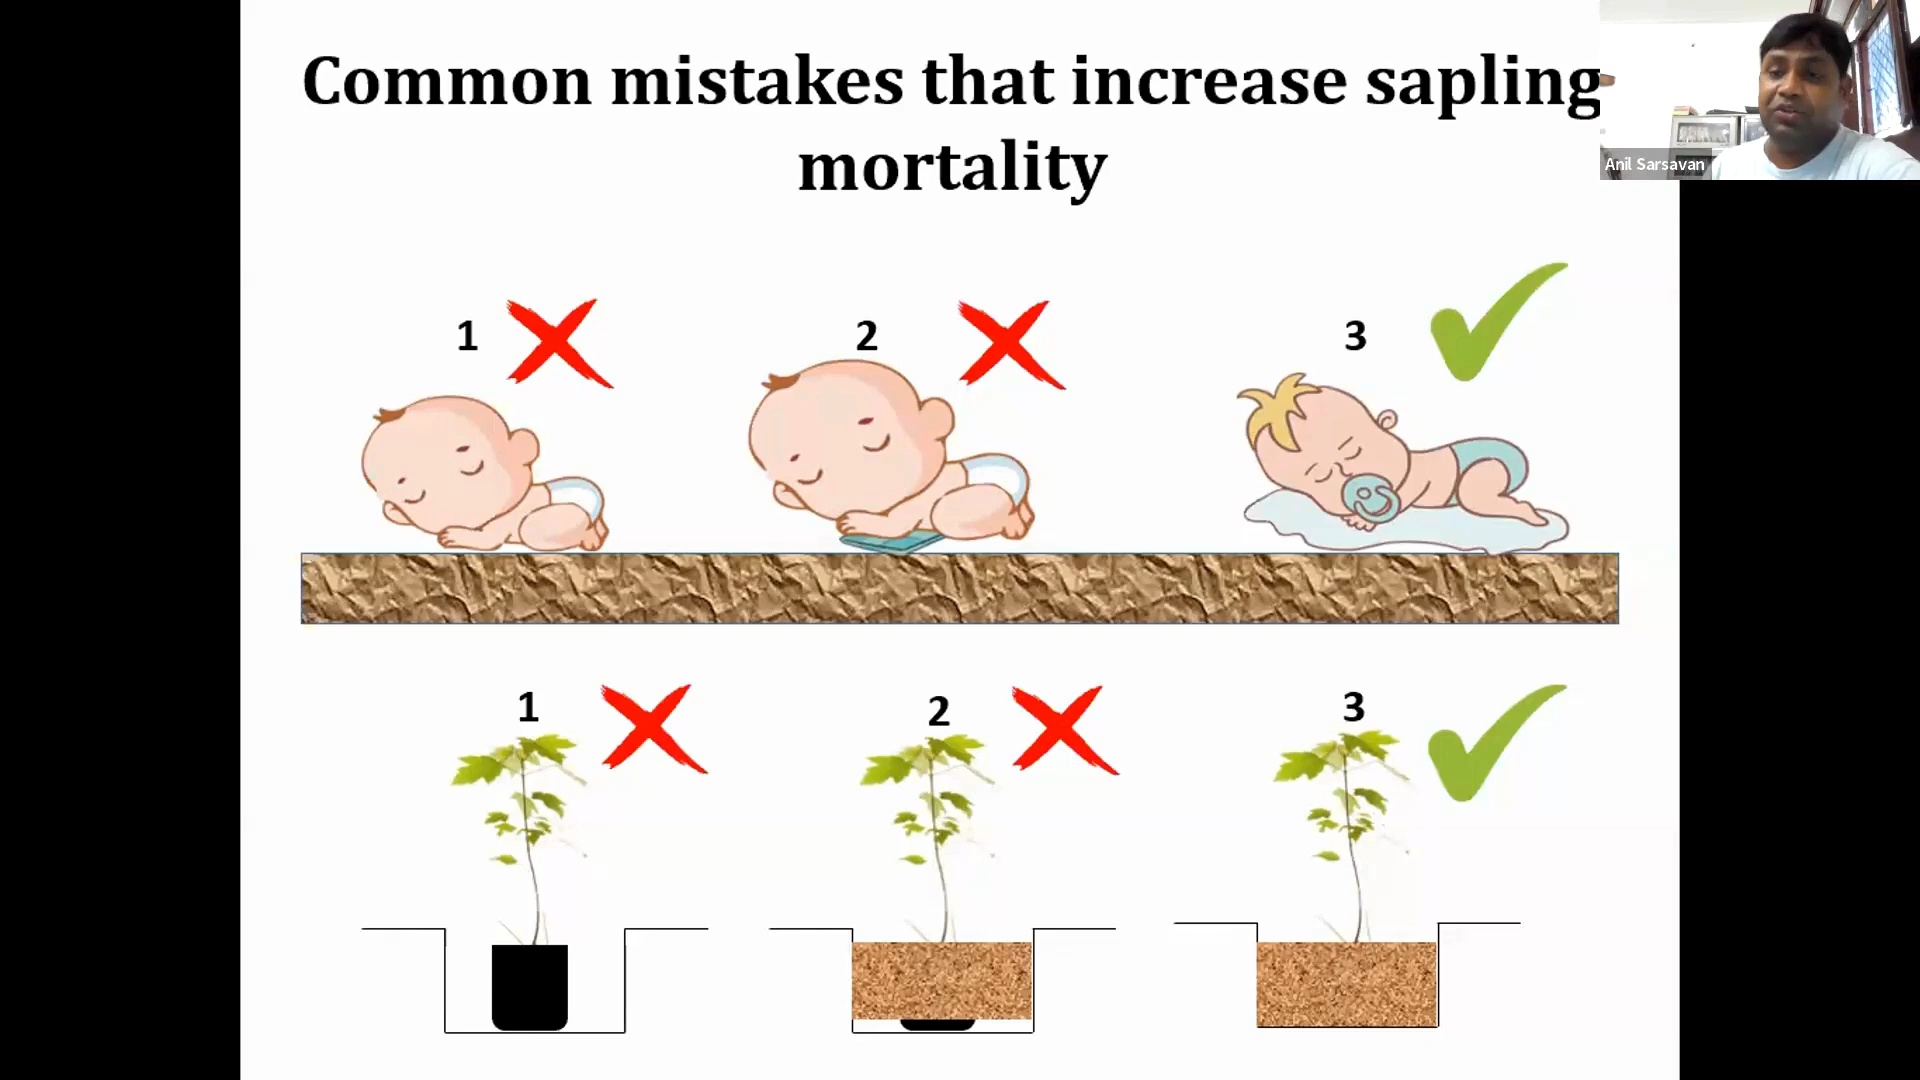 Common mistakes that increase sapling
mortality
Anil Sarsavan
1
2
3
1
2
3